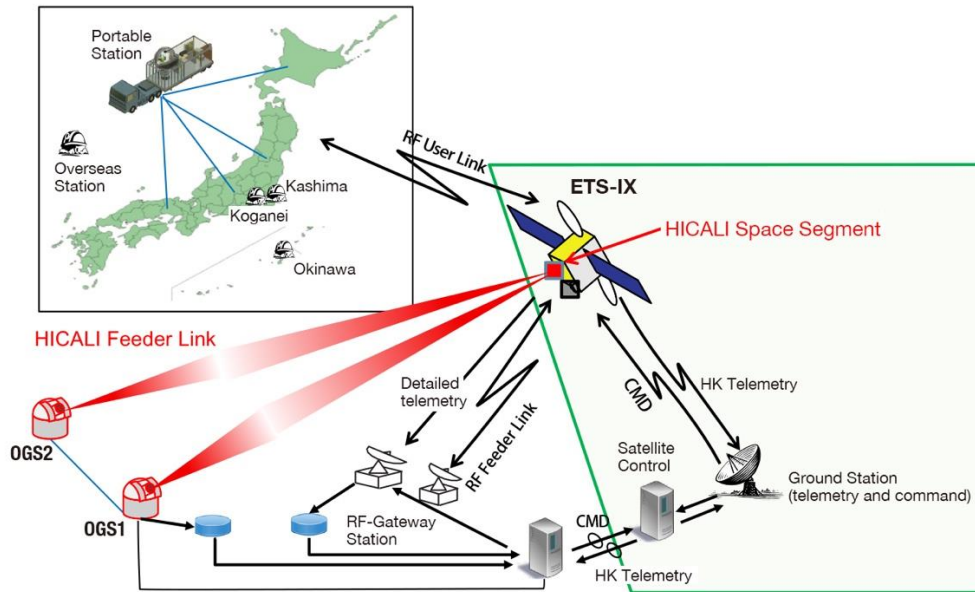 Portable
Station
Overseas
Station
Kashima
Koganei
Okinawa
RF User Link
ETS-IX
HICALI Space Segment
HICALI Feeder Link
Detailed
telemetry
RF Feeder Link
CMD
HK Telemetry
OGS2
OGS1
RF-Gateway
Station
Satellite
Control
Ground Station
(telemetry and command)
CMD
HK Telemetry